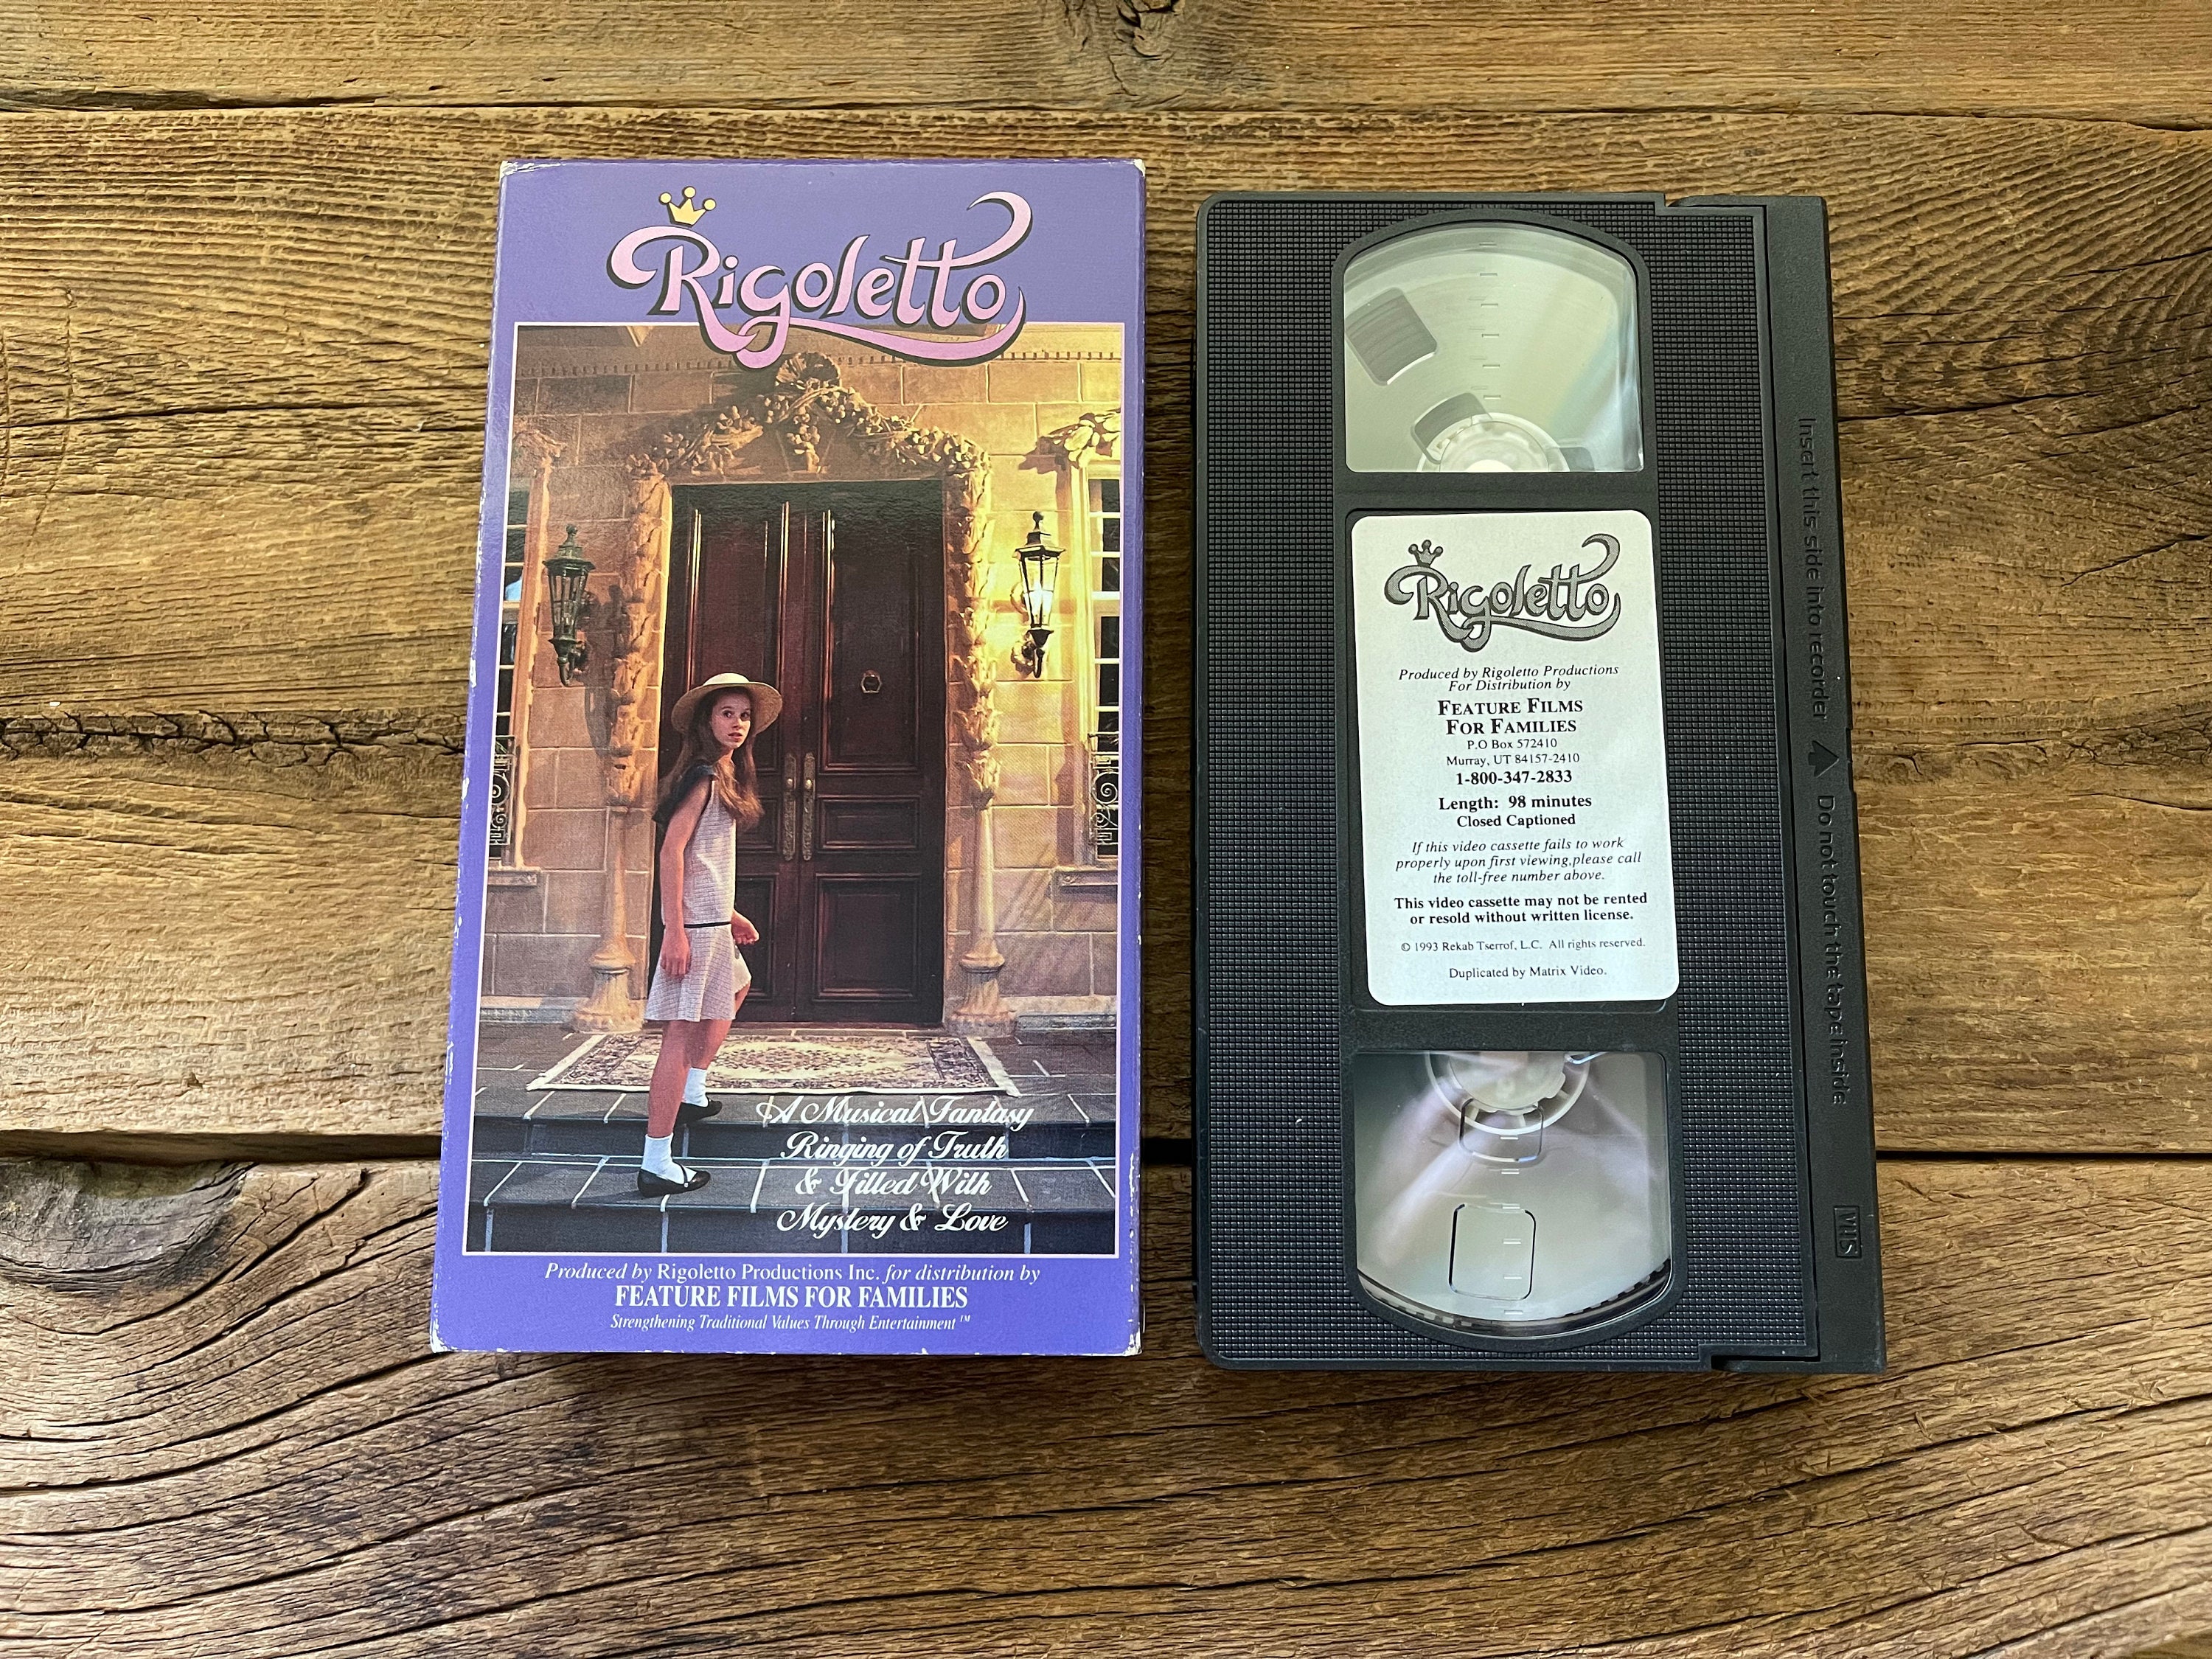 Rigoletto
A Musical Fantasy
Ringing of Truth
& Filled With
Mystery & Love
Produced by Rigoletto Productions Inc. for distribution by
FEATURE FILMS FOR FAMILIES
Strengthening Traditional Values Through Entertainment ™
Rigoletto
Produced by Rigoletto Productions
For Distribution by
FEATURE FILMS
FOR FAMILIES
P.O Box 572410
Murray, UT 84157-2410
1-800-347-2833
Length: 98 minutes
Closed Captioned
If this video cassette fails to work
properly upon first viewing,please call
the toll-free number above.
This video cassette may not be rented
or resold without written license.
© 1993 Rekab Tserrof, L.C. All rights reserved.
Duplicated by Matrix Video.
Insert this side into recorder
Do not touch the tape inside
VHS